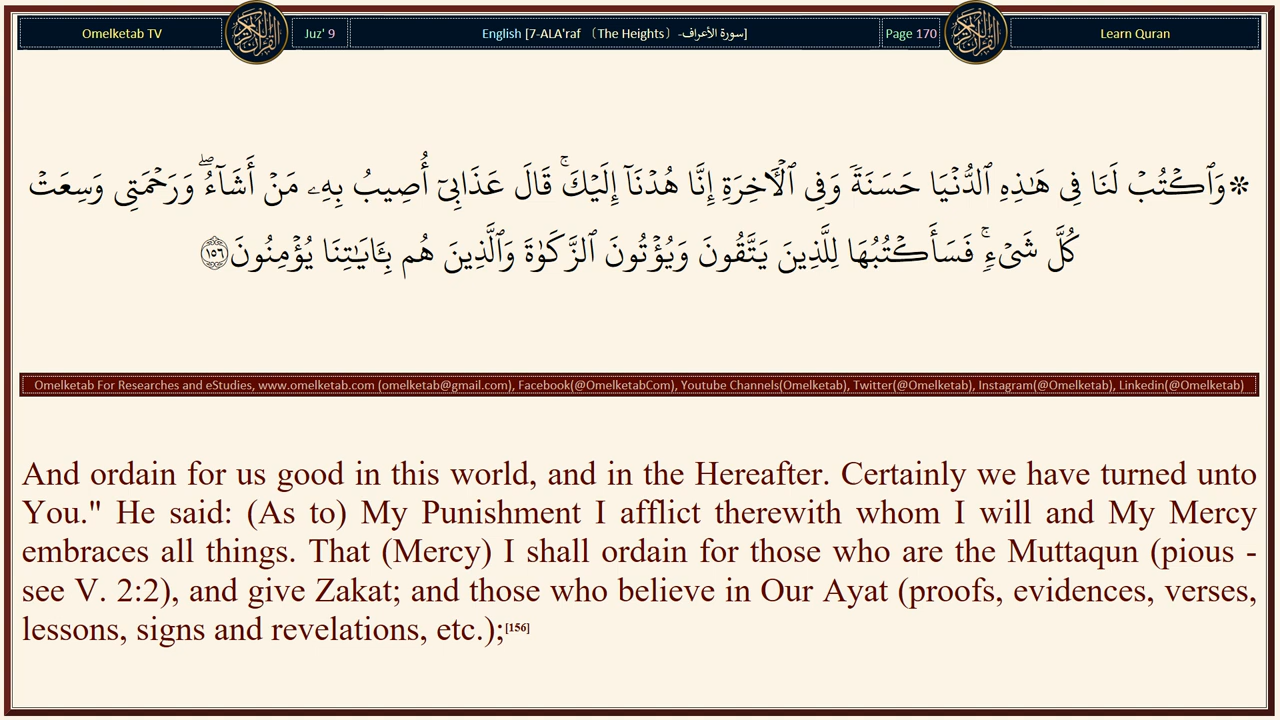 Omelketab TV
Juz' 9
English [7-ALA'raf （The Heights）-سورة الأعراف]
Page 170
Learn Quran
۞ وَٱكۡتُبۡ لَنَا فِي هَٰذِهِ ٱلدُّنۡيَا حَسَنَةٗ وَفِي ٱلۡأٓخِرَةِ إِنَّا هُدۡنَآ إِلَيۡكَۚ قَالَ عَذَابِيٓ أُصِيبُ بِهِۦ مَنۡ أَشَآءُۖ وَرَحۡمَتِي وَسِعَتۡ
كُلَّ شَيۡءٖۚ فَسَأَكۡتُبُهَا لِلَّذِينَ يَتَّقُونَ وَيُؤۡتُونَ ٱلزَّكَوٰةَ وَٱلَّذِينَ هُم بِـَٔايَٰتِنَا يُؤۡمِنُونَ ١٥٦
Omelketab For Researches and eStudies, www.omelketab.com (omelketab@gmail.com), Facebook(@OmelketabCom), Youtube Channels(Omelketab), Twitter(@Omelketab), Instagram(@Omelketab), Linkedin(@Omelketab)
And ordain for us good in this world, and in the Hereafter. Certainly we have turned unto
You." He said: (As to) My Punishment I afflict therewith whom I will and My Mercy
embraces all things. That (Mercy) I shall ordain for those who are the Muttaqun (pious -
see V. 2:2), and give Zakat; and those who believe in Our Ayat (proofs, evidences, verses,
lessons, signs and revelations, etc.);[156]